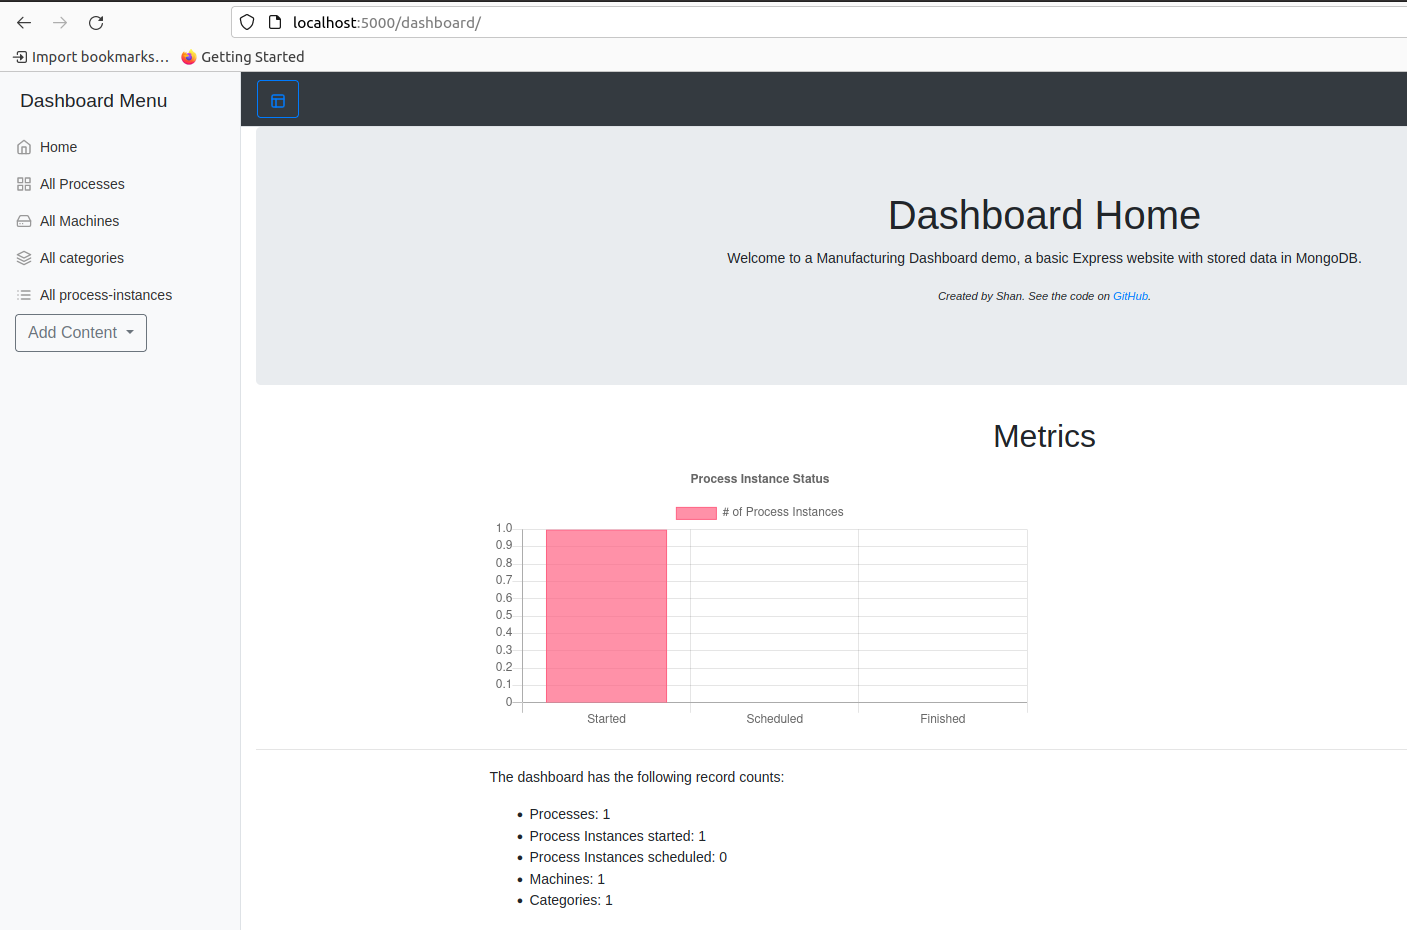 localhost:5000/dashboard/
Import bookmarks...
Getting Started
Dashboard Menu
Home
All Processes
All Machines
All categories
All process-instances
Add Content
Dashboard Home
Welcome to a Manufacturing Dashboard demo, a basic Express website with stored data in MongoDB.
Created by Shan. See the code on GitHub.
Metrics
Process Instance Status
# of Process Instances
1.0
0.9
0.8
0.7
0.6
0.5
0.4
0.3
0.2
0.1
0
Started Scheduled Finished
The dashboard has the following record counts:
• Processes: 1
• Process Instances started: 1
• Process Instances scheduled: 0
• Machines: 1
• Categories: 1